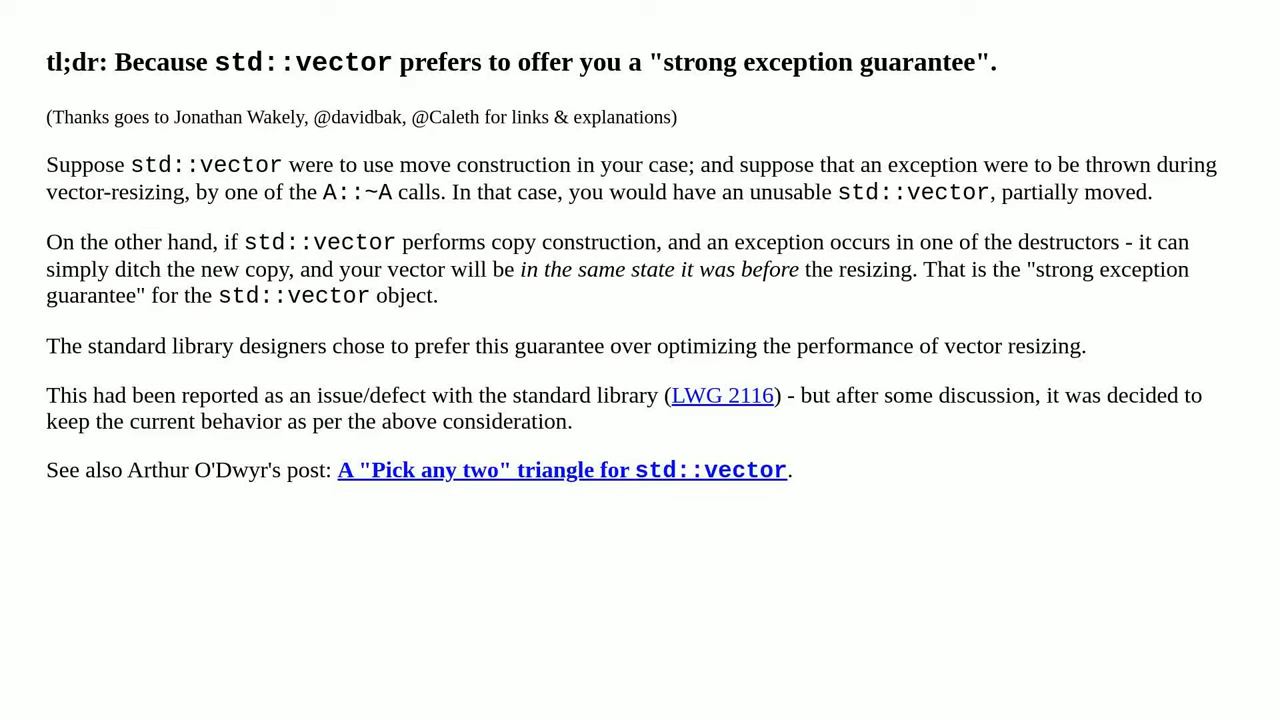 tl;dr: Because std::vector prefers to offer you a "strong exception guarantee".
(Thanks goes to Jonathan Wakely, @davidbak, @Caleth for links & explanations)
Suppose std::vector were to use move construction in your case; and suppose that an exception were to be thrown during
vector-resizing, by one of the A::~A calls. In that case, you would have an unusable std::vector, partially moved.
On the other hand, if std::vector performs copy construction, and an exception occurs in one of the destructors - it can
simply ditch the new copy, and your vector will be in the same state it was before the resizing. That is the "strong exception
guarantee" for the std::vector object.
The standard library designers chose to prefer this guarantee over optimizing the performance of vector resizing.
This had been reported as an issue/defect with the standard library (LWG 2116) - but after some discussion, it was decided to
keep the current behavior as per the above consideration.
See also Arthur O'Dwyr's post: A "Pick any two" triangle for std::vector.